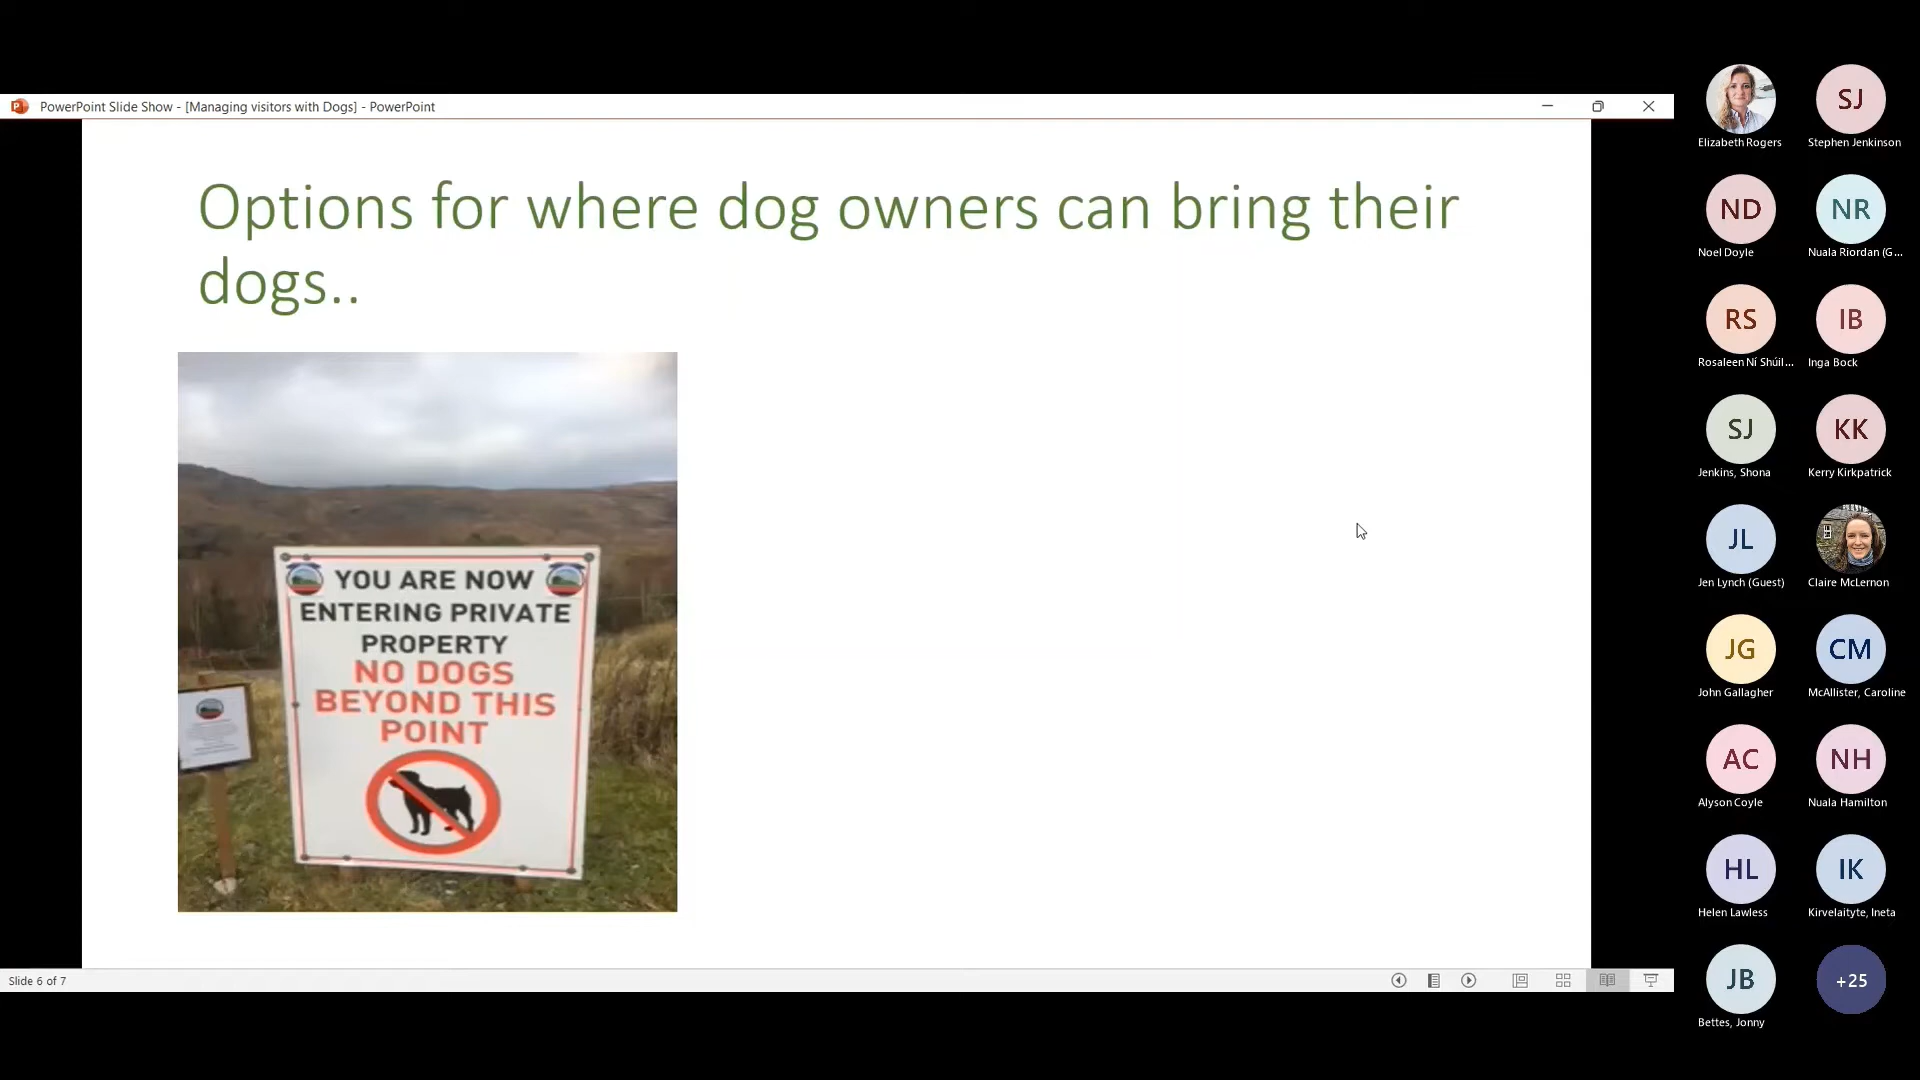 PowerPoint Slide Show - [Managing visitors with Dogs] - PowerPoint
Options for where dog owners can bring their
dogs..
YOU ARE NOW
ENTERING PRIVATE
PROPERTY
NO DOGS
BEYOND THIS
POINT
Slide 6 of 7
Elizabeth Rogers
SJ
Stephen Jenkinson
ND
Noel Doyle
NR
Nuala Riordan (G...
RS
Rosaleen Ní Shúil...
IB
Inga Bock
SJ
Jenkins, Shona
KK
Kerry Kirkpatrick
JL
Jen Lynch (Guest)
Claire McLernon
JG
John Gallagher
CM
McAllister, Caroline
AC
Alyson Coyle
NH
Nuala Hamilton
HL
Helen Lawless
IK
Kirvelaityte, Ineta
JB
Bettes, Jonny
+25